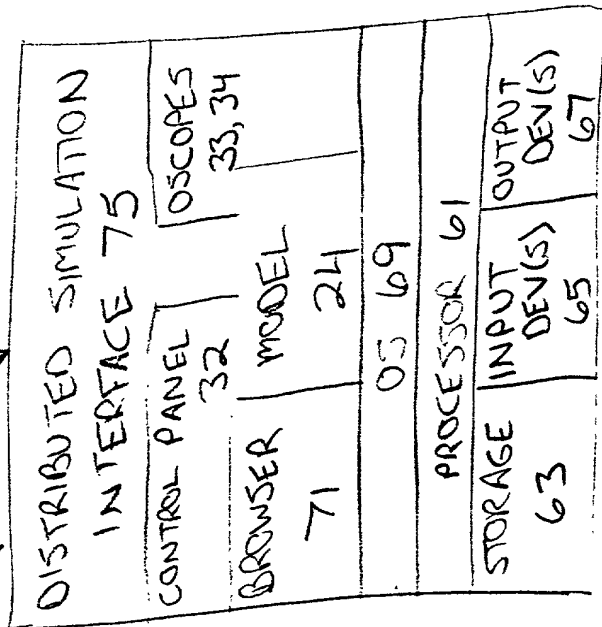 DISTRIBUTED SIMULATION
INTERFACE 75
CONTROL PANEL
32
OSCOPES
33, 34
BROWSER
71
MODEL
24
OS 69
PROCESSOR 61
STORAGE
63
INPUT
DEV(S)
65
OUTPUT
DEV(S)
67